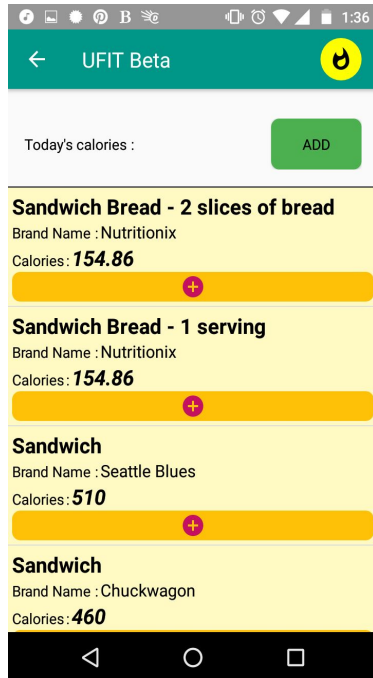 B 1:36
UFIT Beta
Today's calories :
ADD
Sandwich Bread - 2 slices of bread
Brand Name : Nutritionix
Calories: 154.86
Sandwich Bread - 1 serving
Brand Name : Nutritionix
Calories: 154.86
Sandwich
Brand Name : Seattle Blues
Calories: 510
Sandwich
Brand Name : Chuckwagon
Calories: 460